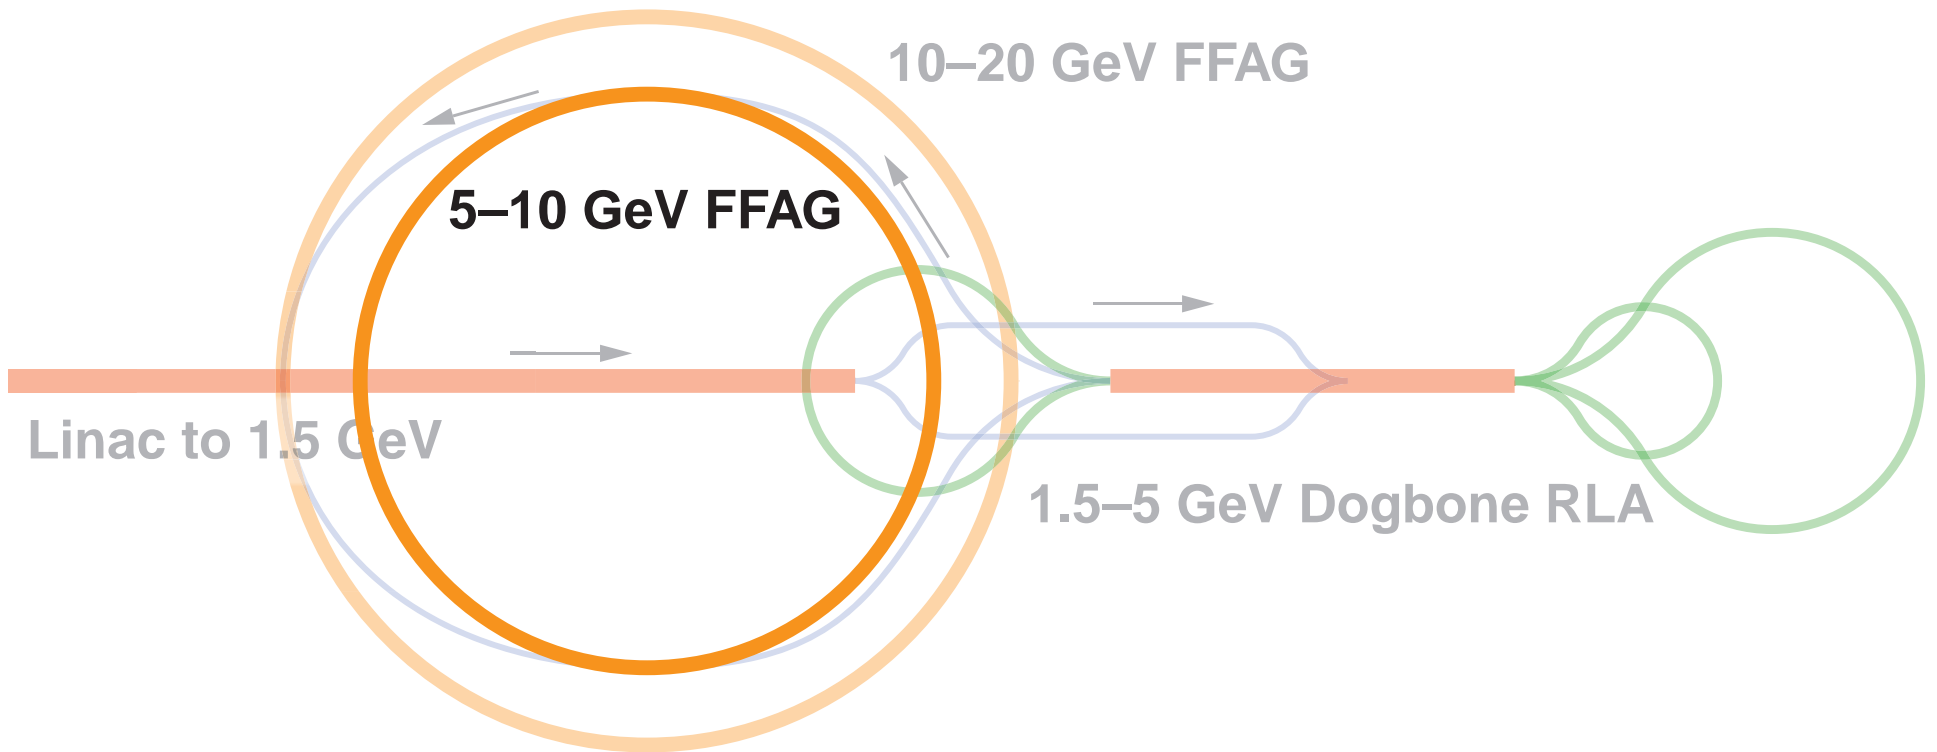 10–20 GeV FFAG
5–10 GeV FFAG
Linac to 1.5 GeV
1.5–5 GeV Dogbone RLA